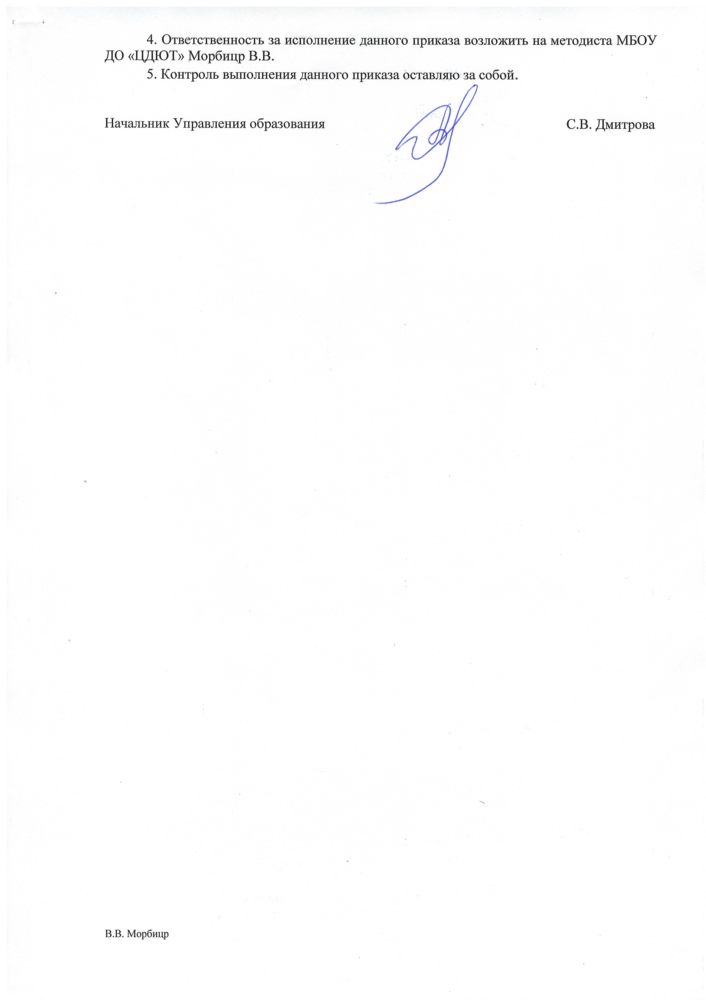 4. Ответственность за исполнение данного приказа возложить на методиста МБОУ
ДО «ЦДЮТ» Морбицр В.В.
5. Контроль выполнения данного приказа оставляю за собой.
Начальник Управления образования С.В. Дмитрова
В.В. Морбицр